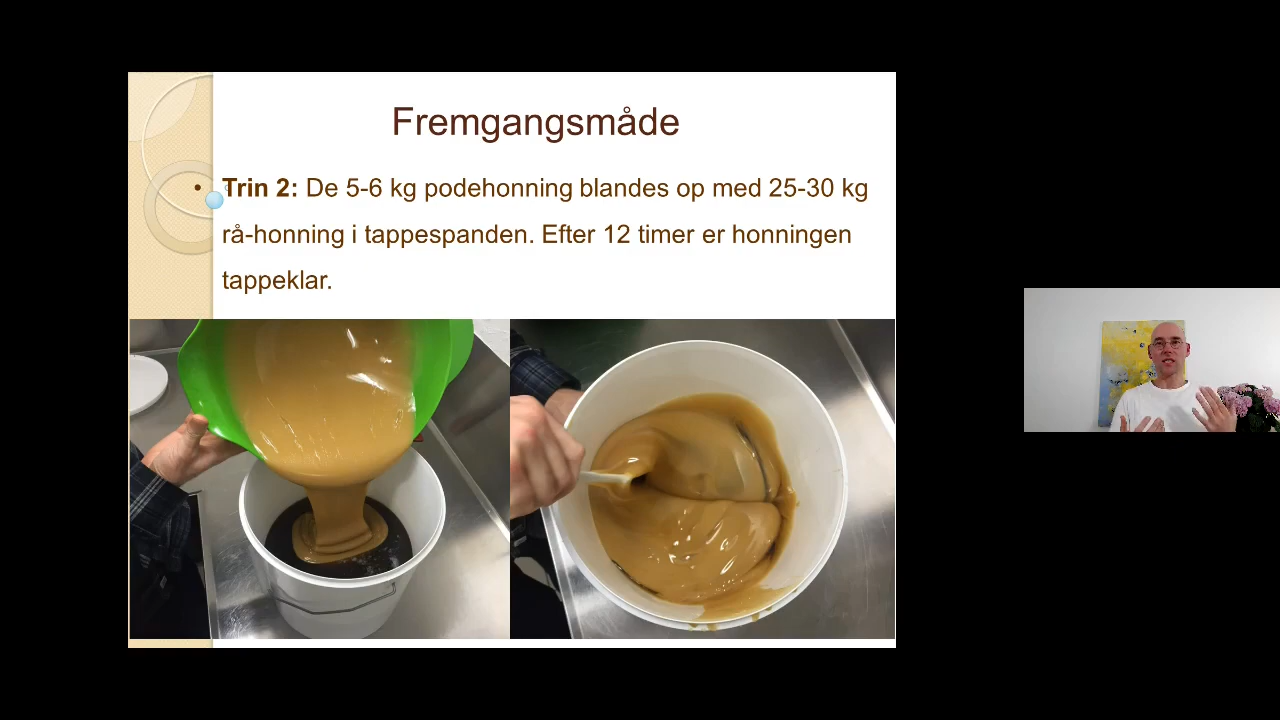 Fremgangsmåde
• Trin 2: De 5-6 kg podehonning blandes op med 25-30 kg
rå-honning i tappespanden. Efter 12 timer er honningen
tappeklar.